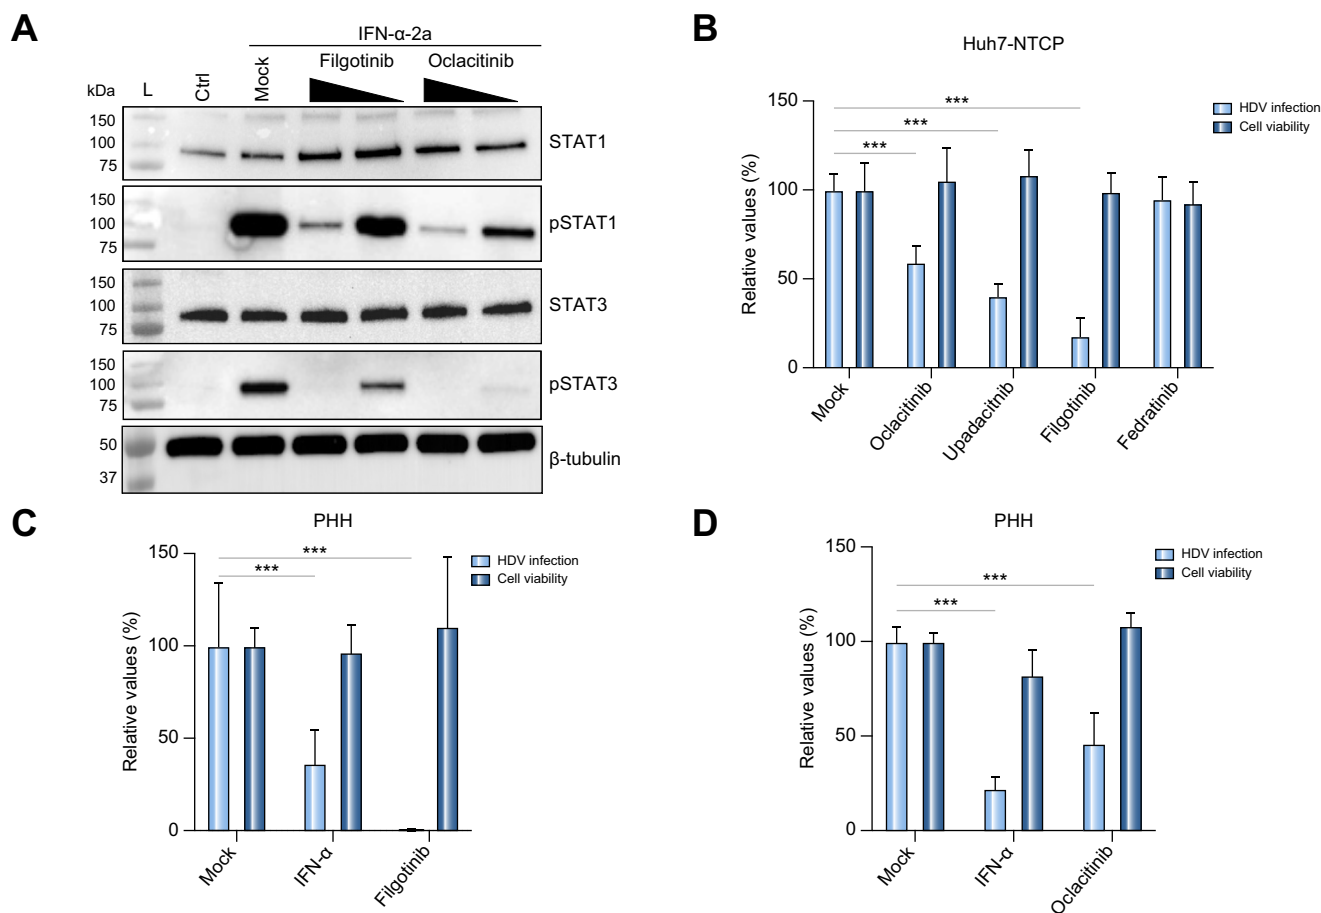 A
IFN-α-2a
Filgotinib Oclacitinib
kDa L Ctrl Mock
150
100
75
STAT1
150
100
75
pSTAT1
150
100
75
STAT3
150
100
75
pSTAT3
50
37
β-tubulin
B
Huh7-NTCP
HDV infection
Cell viability
Relative values (%)
150
100
50
0
***
***
***
Mock
Oclacitinib
Upadacitnib
Filgotinib
Fedratinib
C
PHH
HDV infection
Cell viability
Relative values (%)
150
100
50
0
***
***
Mock
IFN-α
Filgotinib
D
PHH
HDV infection
Cell viability
Relative values (%)
150
100
50
0
***
***
Mock
IFN-α
Oclacitinib